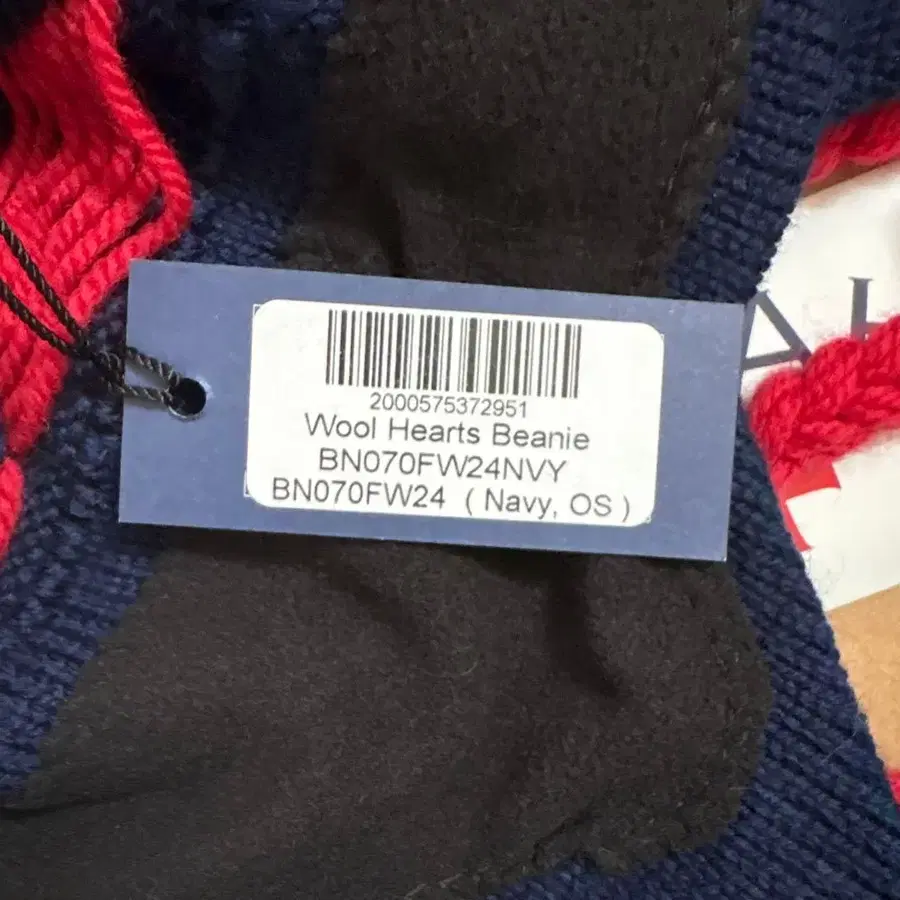 2000575372951
Wool Hearts Beanie
BN070FW24NVY
BN070FW24 ( Navy, OS )